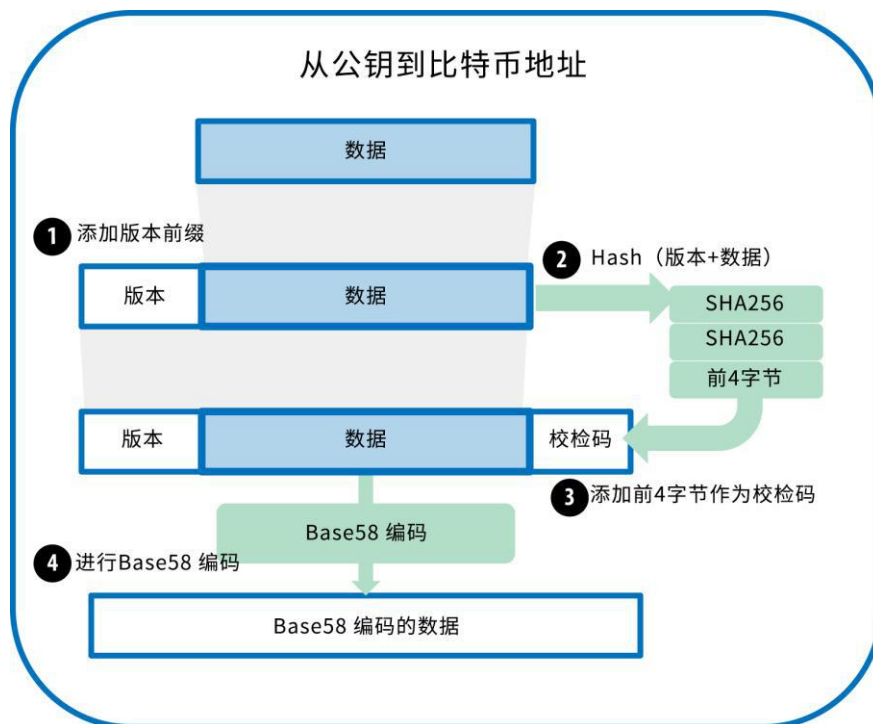 从公钥到比特币地址
数据
1 添加版本前缀
2 Hash（版本+数据）
版本 数据
SHA256
SHA256
前4字节
版本 数据 校检码
3 添加前4字节作为校检码
Base58 编码
4 进行Base58 编码
Base58 编码的数据